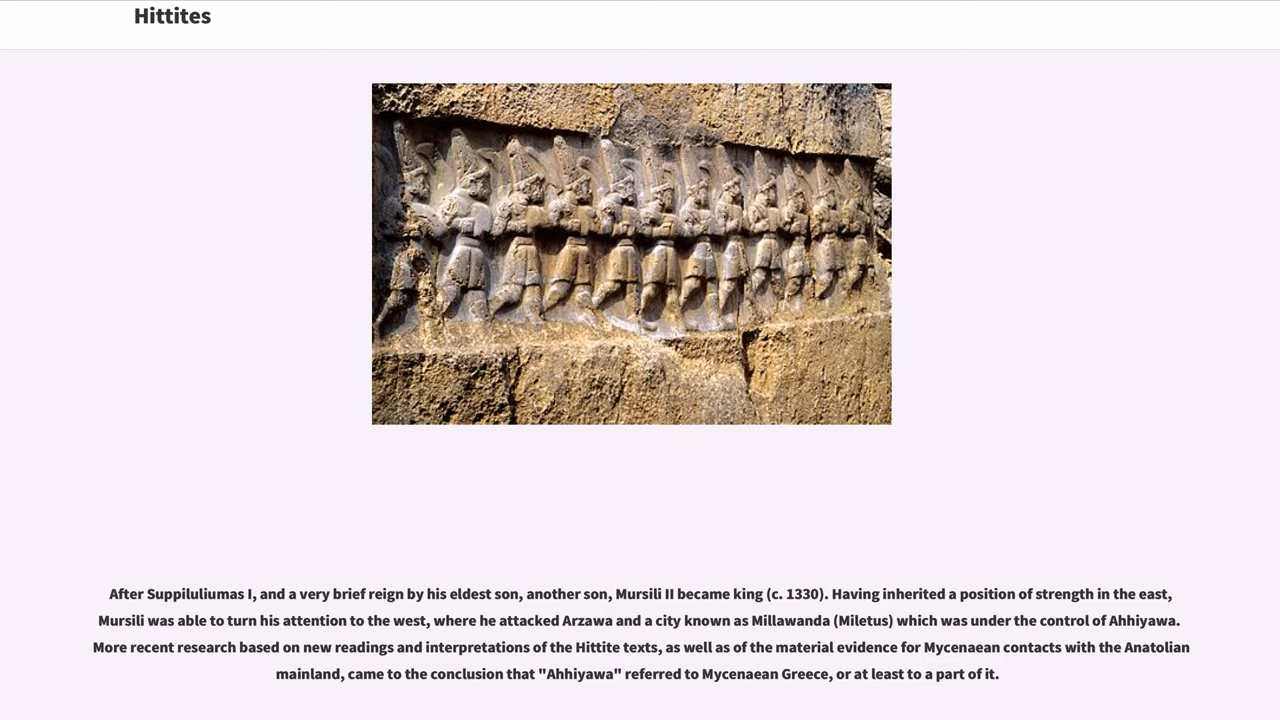 Hittites
After Suppiluliumas I, and a very brief reign by his eldest son, another son, Mursili II became king (c. 1330). Having inherited a position of strength in the east,
Mursili was able to turn his attention to the west, where he attacked Arzawa and a city known as Millawanda (Miletus) which was under the control of Ahhiyawa.
More recent research based on new readings and interpretations of the Hittite texts, as well as of the material evidence for Mycenaean contacts with the Anatolian
mainland, came to the conclusion that "Ahhiyawa" referred to Mycenaean Greece, or at least to a part of it.